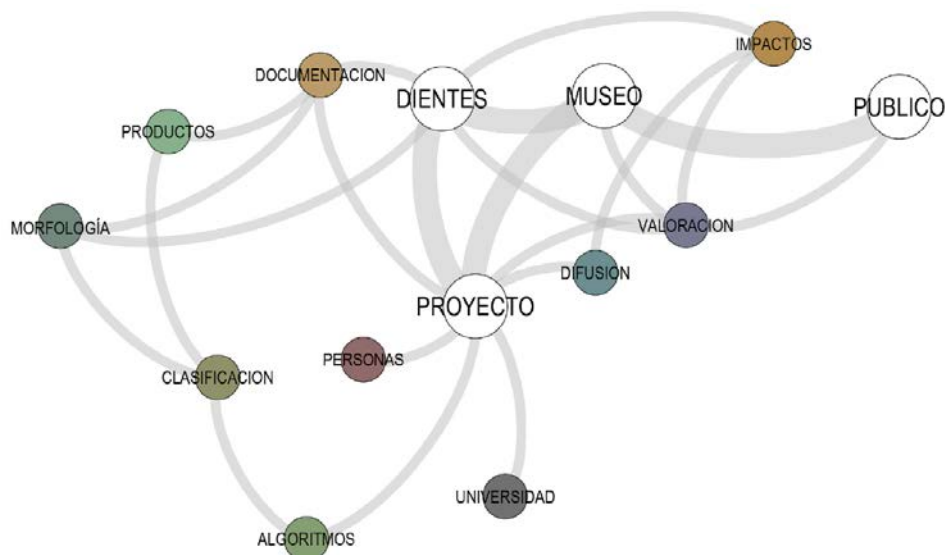 IMPACTOS
DOCUMENTACION
DIENTES
MUSEO
PUBLICO
PRODUCTOS
MORFOLOGÍA
VALORACION
DIFUSION
PROYECTO
PERSONAS
CLASIFICACION
UNIVERSIDAD
ALGORITMOS